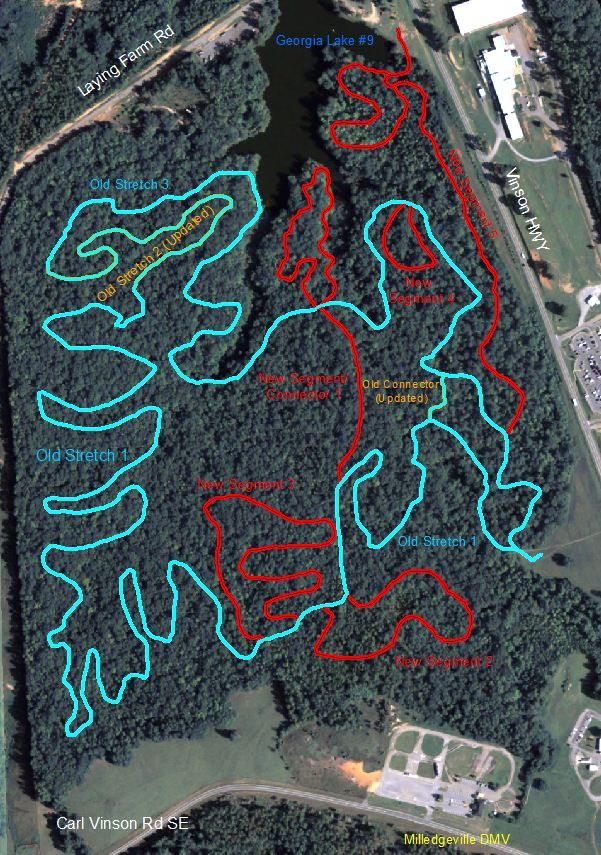 Georgia Lake #9
Laying Farm Rd
Old Stretch 3
New Segment 5
Vinson HWY
Old Stretch 2 (Updated)
New
Segment 4
New Segment/
Connector 1
Old Connector
(Updated)
Old Stretch 1
New Segment 3
Old Stretch 1
New Segment 2
Carl Vinson Rd SE
Milledgeville DMV